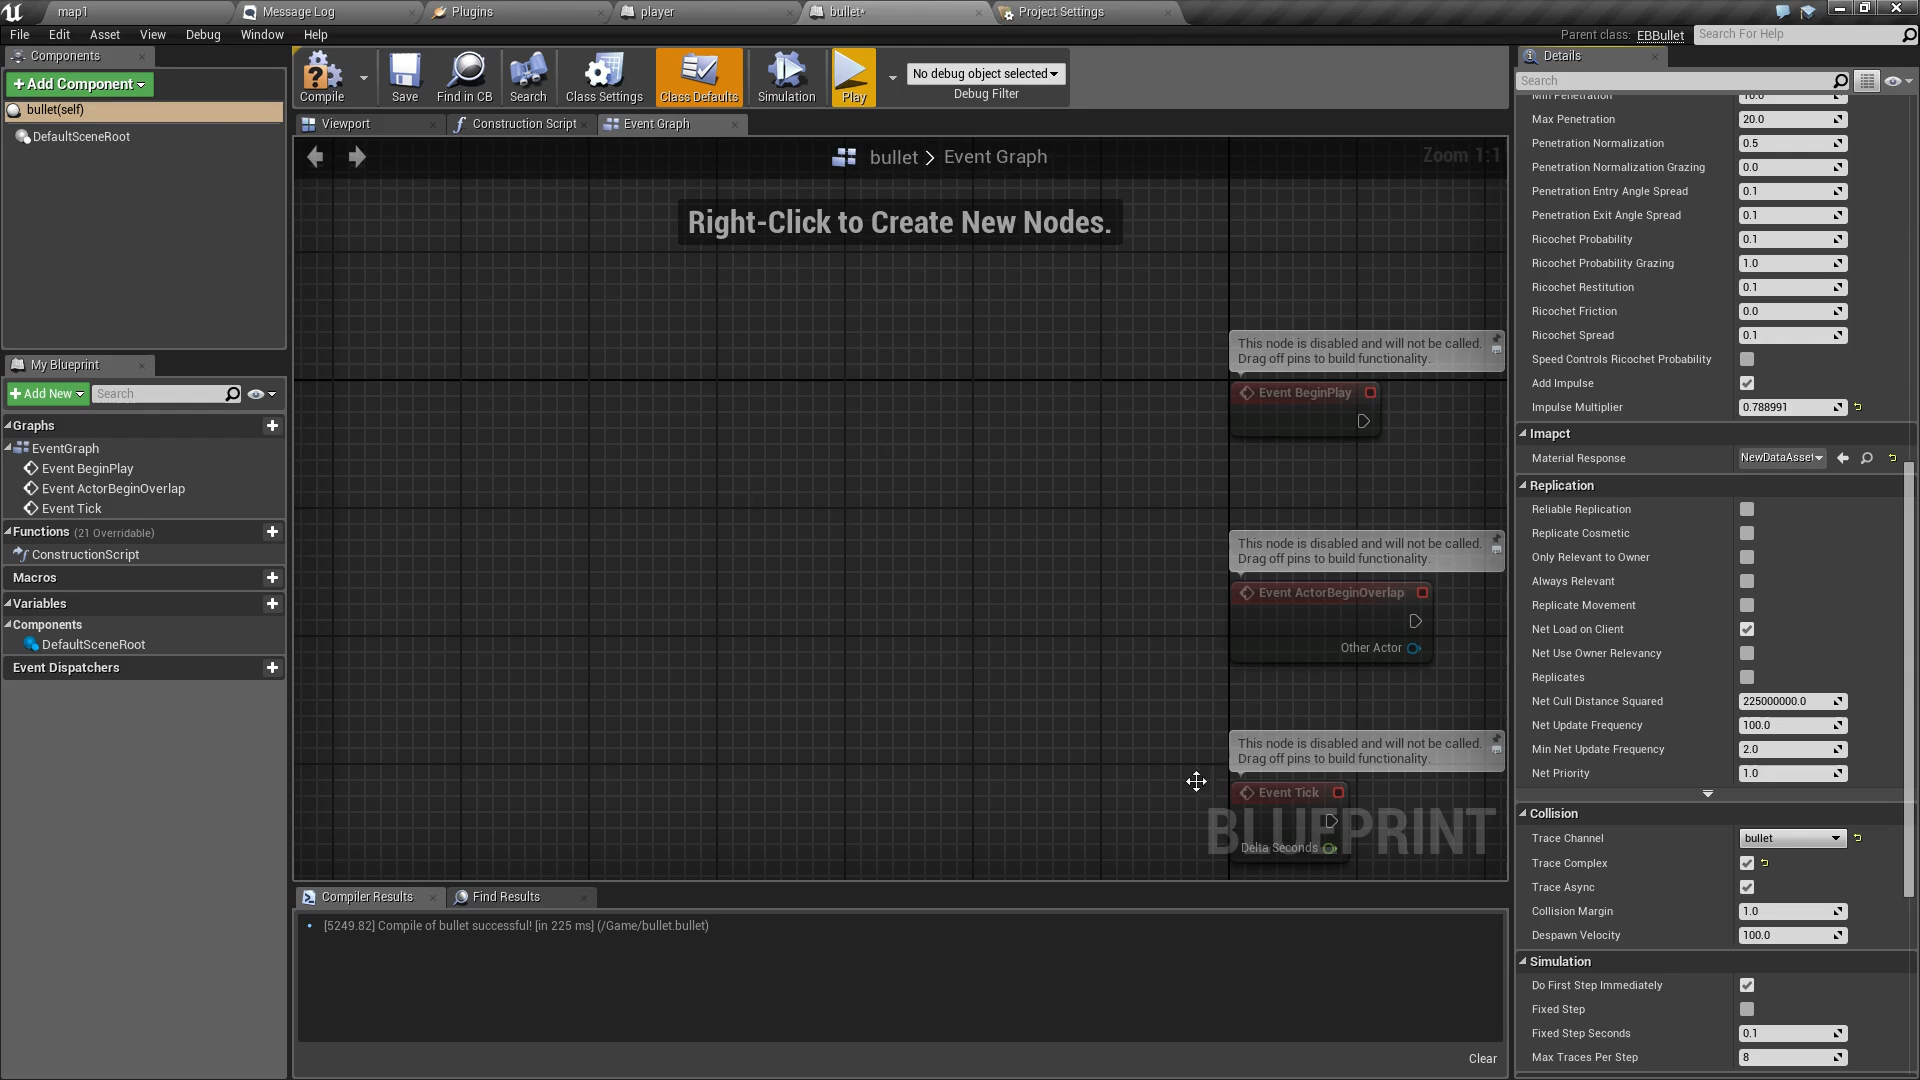 map1
Message Log
Plugins
player
bullet*
Project Settings
File
Edit
Asset
View
Debug
Window
Help
Parent class: EBBullet
Search For Help
Components
+Add Component
bullet(self)
DefaultSceneRoot
Compile
Save
Find in CB
Search
Class Settings
Class Defaults
Simulation
Play
No debug object selected
Debug Filter
Viewport
Construction Script
Event Graph
bullet > Event Graph
Zoom 1:1
Right-Click to Create New Nodes.
This node is disabled and will not be called.
Drag off pins to build functionality.
Event BeginPlay
This node is disabled and will not be called.
Drag off pins to build functionality.
Event ActorBeginOverlap
Other Actor
This node is disabled and will not be called.
Drag off pins to build functionality.
Event Tick
Delta Seconds
BLUEPRINT
My Blueprint
+Add New
Search
Graphs
EventGraph
Event BeginPlay
Event ActorBeginOverlap
Event Tick
Functions (21 Overridable)
ConstructionScript
Macros
Variables
Components
DefaultSceneRoot
Event Dispatchers
Compiler Results
Find Results
[5249.82] Compile of bullet successful! [in 225 ms] (/Game/bullet.bullet)
Clear
Details
Search
Min Penetration 10.0
Max Penetration 20.0
Penetration Normalization 0.5
Penetration Normalization Grazing 0.0
Penetration Entry Angle Spread 0.1
Penetration Exit Angle Spread 0.1
Ricochet Probability 0.1
Ricochet Probability Grazing 1.0
Ricochet Restitution 0.1
Ricochet Friction 0.0
Ricochet Spread 0.1
Speed Controls Ricochet Probability
Add Impulse
Impulse Multiplier 0.788991
Imapct
Material Response NewDataAsset
Replication
Reliable Replication
Replicate Cosmetic
Only Relevant to Owner
Always Relevant
Replicate Movement
Net Load on Client
Net Use Owner Relevancy
Replicates
Net Cull Distance Squared 225000000.0
Net Update Frequency 100.0
Min Net Update Frequency 2.0
Net Priority 1.0
Collision
Trace Channel bullet
Trace Complex
Trace Async
Collision Margin 1.0
Despawn Velocity 100.0
Simulation
Do First Step Immediately
Fixed Step
Fixed Step Seconds 0.1
Max Traces Per Step 8